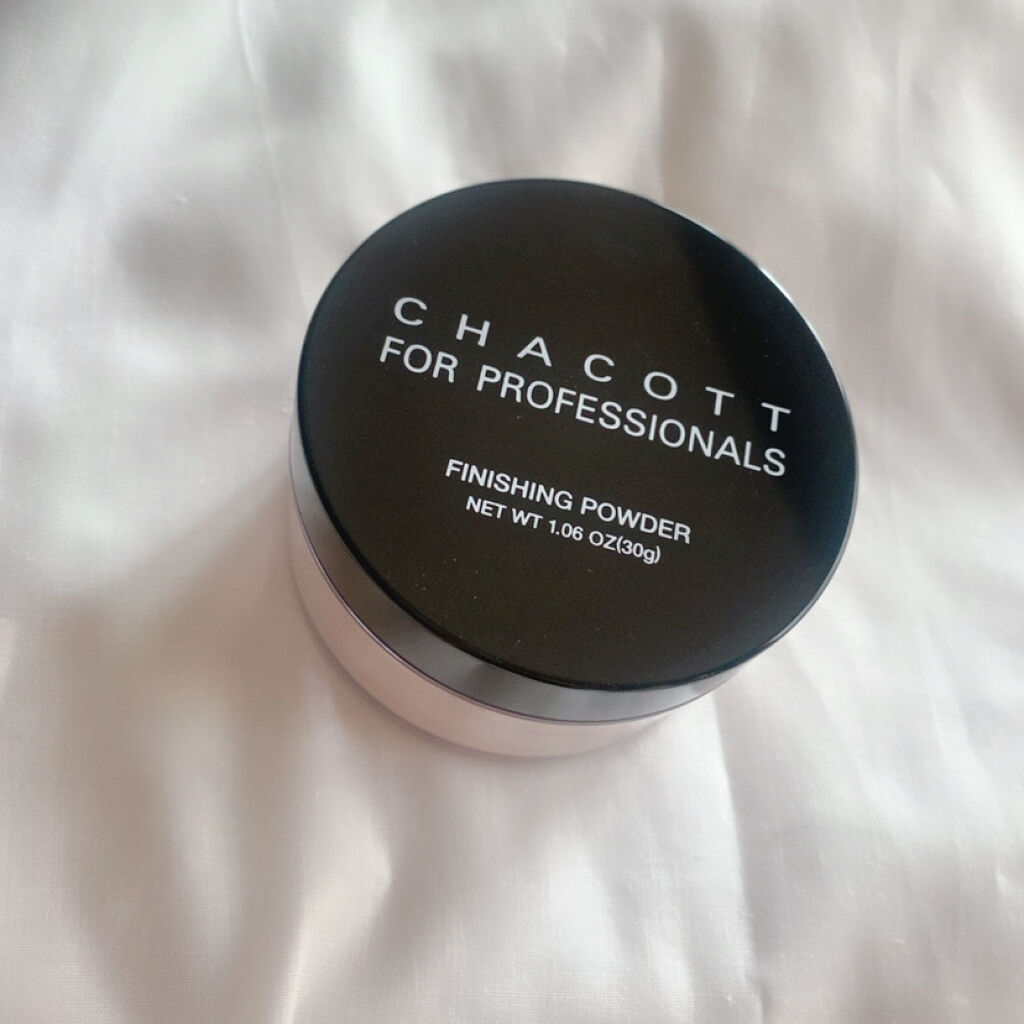 CHACOTT
FOR PROFESSIONALS
FINISHING POWDER
NET WT 1.06 OZ(30g)